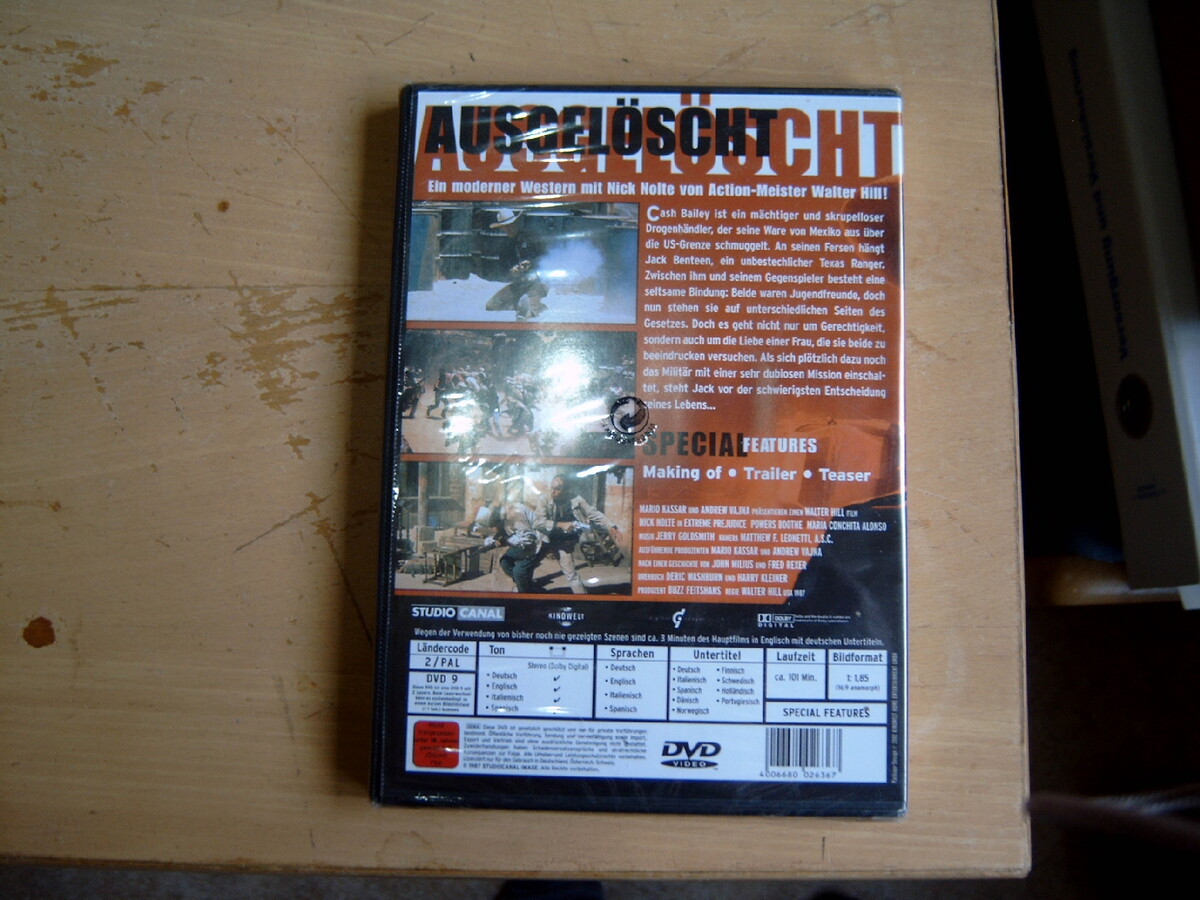 AUSGELÖSCHT
AUSGELÖSCHT
Ein moderner Western mit Nick Nolte von Action-Meister Walter Hill!
Cash Bailey ist ein mächtiger und skrupelloser
Drogenhändler, der seine Ware von Mexiko aus über
die US-Grenze schmuggelt. An seinen Fersen hängt
Jack Benteen, ein unbestechlicher Texas Ranger.
Zwischen ihm und seinem Gegenspieler besteht eine
seltsame Bindung: Beide waren Jugendfreunde, doch
nun stehen sie auf unterschiedlichen Seiten des
Gesetzes. Doch es geht nicht nur um Gerechtigkeit,
sondern auch um die Liebe einer Frau, die sie beide zu
beeindrucken versuchen. Als sich plötzlich dazu noch
das Militär mit einer sehr dubiosen Mission einschal-
tet, steht Jack vor der schwierigsten Entscheidung
seines Lebens...
SPECIAL FEATURES
Making of • Trailer • Teaser
MARIO KASSAR UND ANDREW VAJNA PRÄSENTIEREN EINEN WALTER HILL FILM
NICK NOLTE IN EXTREME PREJUDICE POWERS BOOTHE MARIA CONCHITA ALONSO
MUSIK JERRY GOLDSMITH KAMERA MATTHEW F. LEONETTI, A.S.C.
AUSFÜHRENDE PRODUZENTEN MARIO KASSAR UND ANDREW VAJNA
NACH EINER GESCHICHTE VON JOHN MILIUS UND FRED REXER
DREHBUCH DERIC WASHBURN UND HARRY KLEINER
PRODUZENT BUZZ FEITSHANS REGIE WALTER HILL USA 1987
STUDIO CANAL KINOWELT DOLBY DIGITAL
Wegen der Verwendung von bisher noch nie gezeigten Szenen sind ca. 3 Minuten des Hauptfilms in Englisch mit deutschen Untertiteln.
Ländercode Ton Sprachen Untertitel Laufzeit Bildformat
2/PAL Stereo (Dolby Digital) • Deutsch • Deutsch • Finnisch ca. 101 Min. 1: 1,85
DVD 9 • Deutsch • Englisch • Italienisch • Schwedisch (16:9 anamorph)
• Englisch • Italienisch • Spanisch • Holländisch
• Italienisch • Spanisch • Dänisch • Portugiesisch
• Spanisch • Norwegisch SPECIAL FEATURES
© 1987 STUDIOCANAL IMAGE. Alle Rechte vorbehalten.
DVD
VIDEO
4006680 026367